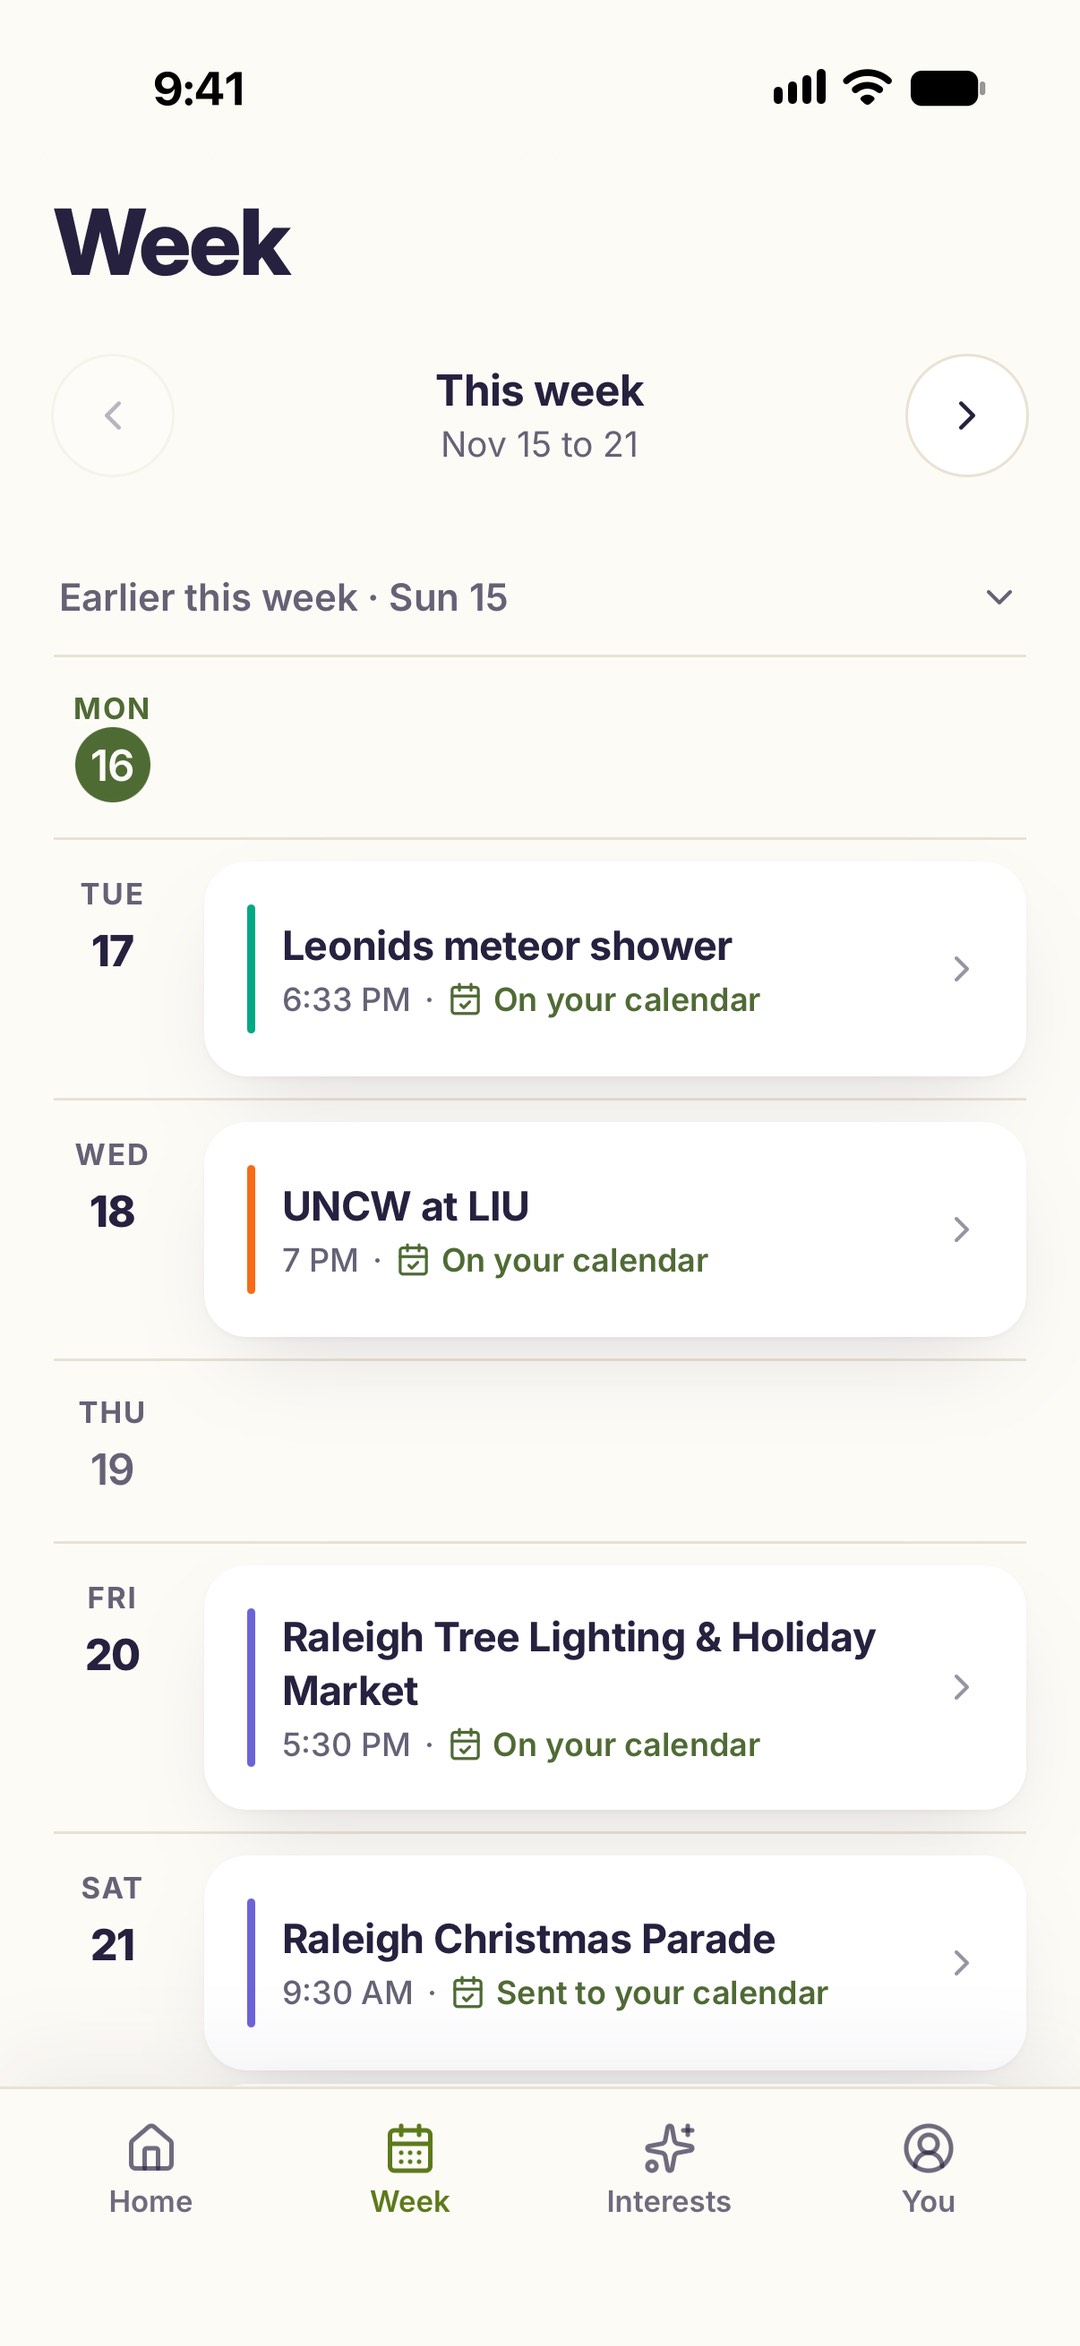 9:41
Week
This week
Nov 15 to 21
Earlier this week · Sun 15
MON
16
TUE
17
Leonids meteor shower
6:33 PM · On your calendar
WED
18
UNCW at LIU
7 PM · On your calendar
THU
19
FRI
20
Raleigh Tree Lighting & Holiday
Market
5:30 PM · On your calendar
SAT
21
Raleigh Christmas Parade
9:30 AM · Sent to your calendar
Home
Week
Interests
You